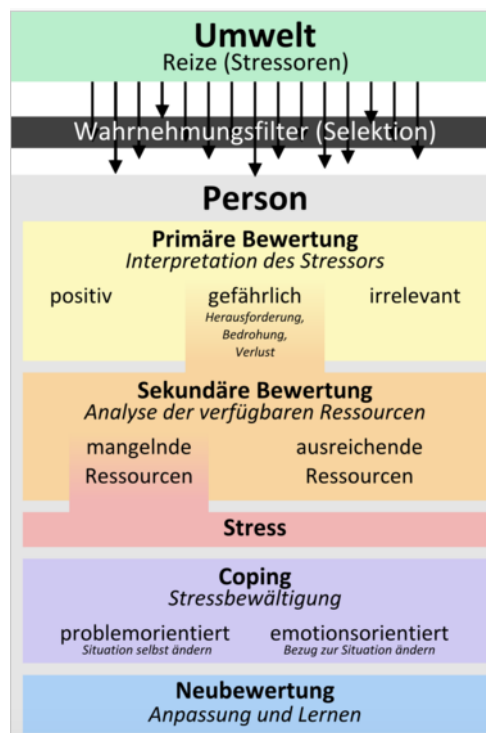 Umwelt
Reize (Stressoren)
Wahrnehmungsfilter (Selektion)
Person
Primäre Bewertung
Interpretation des Stressors
positiv gefährlich irrelevant
Herausforderung,
Bedrohung,
Verlust
Sekundäre Bewertung
Analyse der verfügbaren Ressourcen
mangelnde ausreichende
Ressourcen Ressourcen
Stress
Coping
Stressbewältigung
problemorientiert emotionsorientiert
Situation selbst ändern Bezug zur Situation ändern
Neubewertung
Anpassung und Lernen